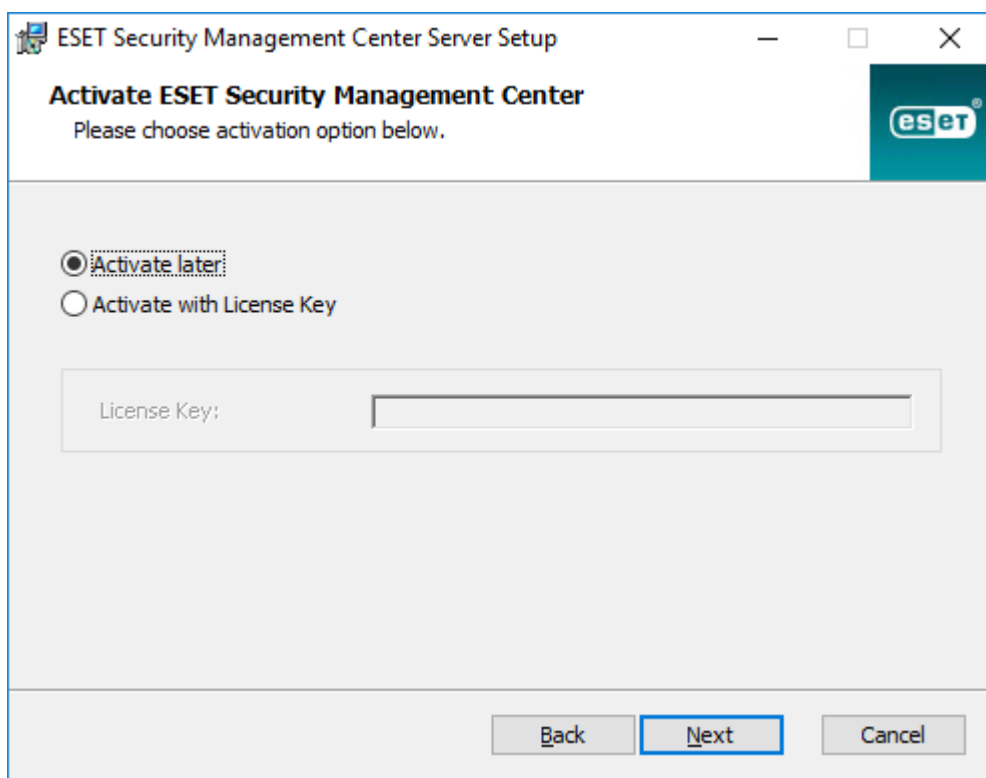 ESET Security Management Center Server Setup
Activate ESET Security Management Center
Please choose activation option below.
eseT®
Activate later
Activate with License Key
License Key:
Back Next Cancel